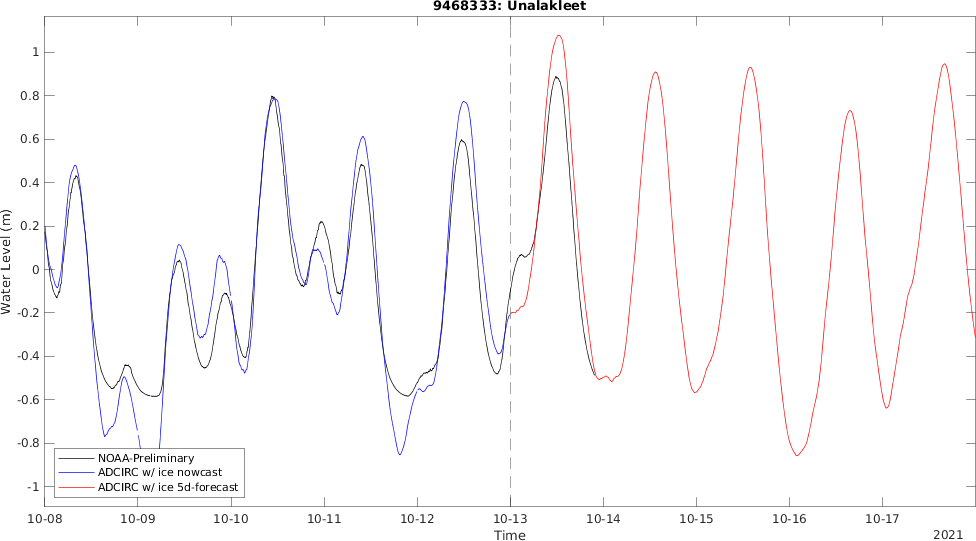 9468333: Unalakleet
Water Level (m)
1
0.8
0.6
0.4
0.2
0
-0.2
-0.4
-0.6
-0.8
-1
NOAA-Preliminary
ADCIRC w/ ice nowcast
ADCIRC w/ ice 5d-forecast
10-08 10-09 10-10 10-11 10-12 10-13 10-14 10-15 10-16 10-17
Time
2021